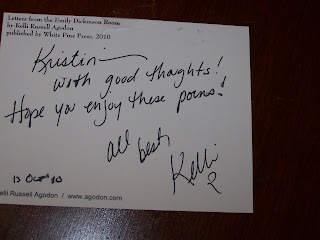 Letters from the Emily Dickinson Room
by Kelli Russell Agodon
published by White Pine Press, 2010
Kristin
with good thoughts!
Hope you enjoy these poems!
all best,
Kelli
13 Oct 10
elli Russell Agodon / www.agodon.com